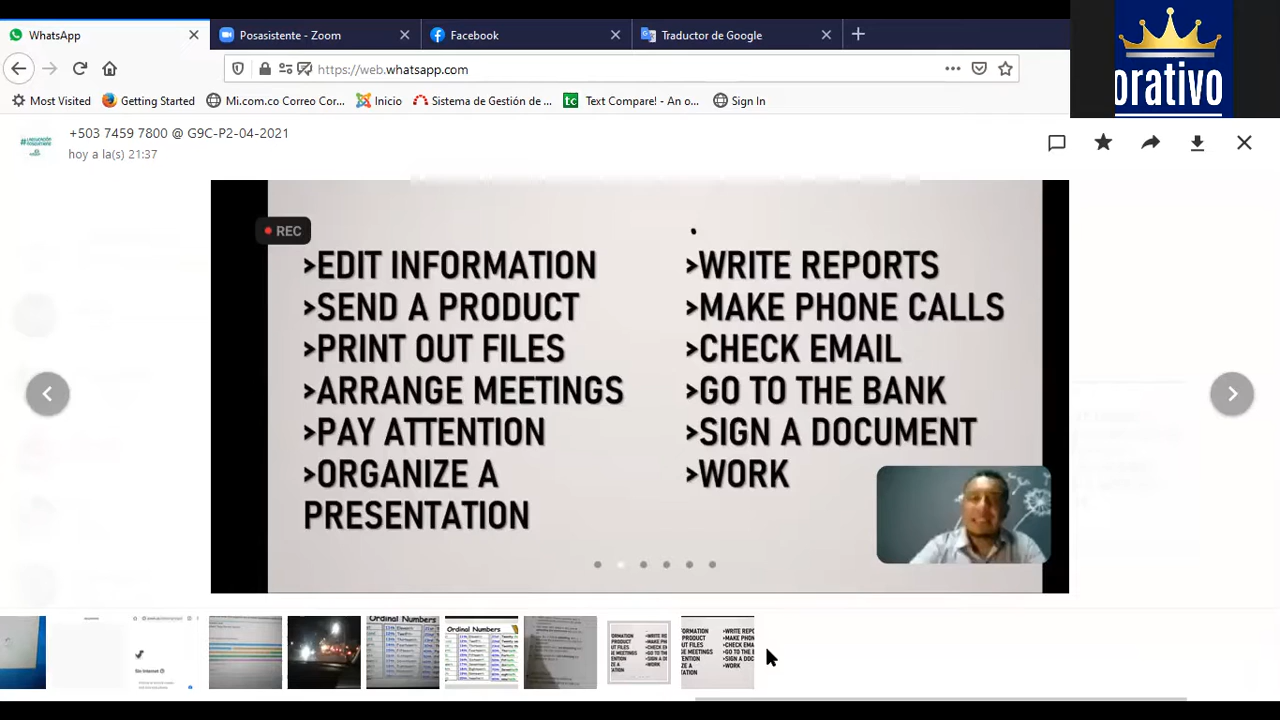 WhatsApp
Posasistente - Zoom
Facebook
Traductor de Google
https://web.whatsapp.com
orativo
Most Visited
Getting Started
Mi.com.co Correo Cor...
Inicio
Sistema de Gestión de...
Text Compare! - An o...
Sign In
+503 7459 7800 @ G9C-P2-04-2021
hoy a la(s) 21:37
REC
>EDIT INFORMATION
>SEND A PRODUCT
>PRINT OUT FILES
>ARRANGE MEETINGS
>PAY ATTENTION
>ORGANIZE A
PRESENTATION
>WRITE REPORTS
>MAKE PHONE CALLS
>CHECK EMAIL
>GO TO THE BANK
>SIGN A DOCUMENT
>WORK
Ordinal Numbers
Ordinal Numbers